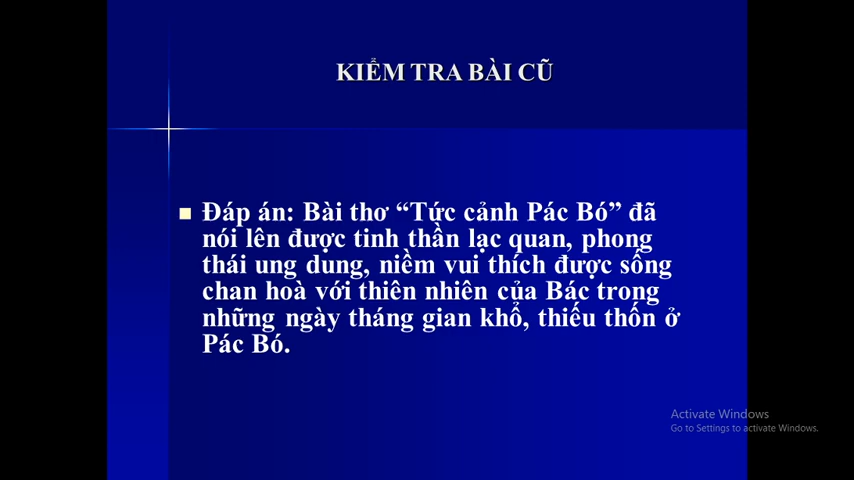 KIỂM TRA BÀI CŨ
Đáp án: Bài thơ “Tức cảnh Pác Bó” đã
nói lên được tinh thần lạc quan, phong
thái ung dung, niềm vui thích được sống
chan hoà với thiên nhiên của Bác trong
những ngày tháng gian khổ, thiếu thốn ở
Pác Bó.
Activate Windows
Go to Settings to activate Windows.